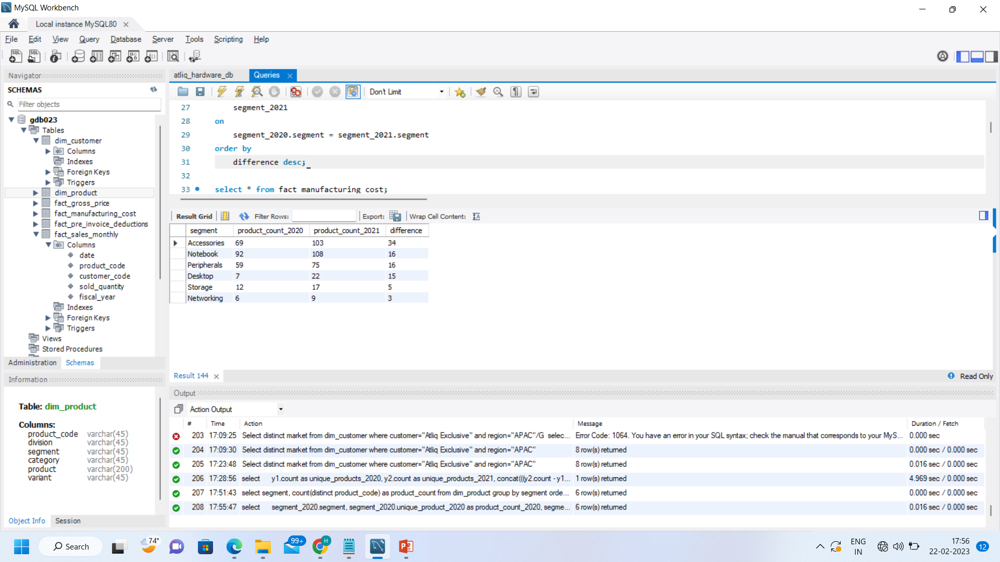 MySQL Workbench
Local instance MySQL80
File Edit View Query Database Server Tools Scripting Help
Navigator
SCHEMAS
Filter objects
gdb023
Tables
dim_customer
Columns
Indexes
Foreign Keys
Triggers
dim_product
fact_gross_price
fact_manufacturing_cost
fact_pre_invoice_deductions
fact_sales_monthly
Columns
date
product_code
customer_code
sold_quantity
fiscal_year
Indexes
Foreign Keys
Triggers
Views
Stored Procedures
Administration Schemas
Information
Table: dim_product
Columns:
product_code varchar(45)
division varchar(45)
segment varchar(45)
category varchar(45)
product varchar(200)
variant varchar(45)
Object Info Session
atliq_hardware_db Queries
Don't Limit
27 segment_2021
28 on
29 segment_2020.segment = segment_2021.segment
30 order by
31 difference desc;
32
33 select * from fact_manufacturing_cost;
Result Grid Filter Rows: Export: Wrap Cell Content:
segment product_count_2020 product_count_2021 difference
Accessories 69 103 34
Notebook 92 108 16
Peripherals 59 75 16
Desktop 7 22 15
Storage 12 17 5
Networking 6 9 3
Result 144 Read Only
Output
Action Output
# Time Action Message Duration / Fetch
203 17:09:25 Select distinct market from dim_customer where customer="Atliq Exclusive" and region="APAC"/G selec... Error Code: 1064. You have an error in your SQL syntax; check the manual that corresponds to your MyS... 0.000 sec
204 17:09:30 Select distinct market from dim_customer where customer="Atliq Exclusive" and region="APAC" 8 row(s) returned 0.000 sec / 0.000 sec
205 17:23:48 Select distinct market from dim_customer where customer="Atliq Exclusive" and region="APAC" 8 row(s) returned 0.016 sec / 0.000 sec
206 17:28:56 select y1.count as unique_products_2020, y2.count as unique_products_2021, concat(((y2.count - y1... 1 row(s) returned 4.969 sec / 0.000 sec
207 17:51:43 select segment, count(distinct product_code) as product_count from dim_product group by segment orde... 6 row(s) returned 0.000 sec / 0.000 sec
208 17:55:47 select segment_2020.segment, segment_2020.unique_product_2020 as product_count_2020, segme... 6 row(s) returned 0.016 sec / 0.000 sec
Search 74° 99+ H ENG 17:56
IN 22-02-2023 12